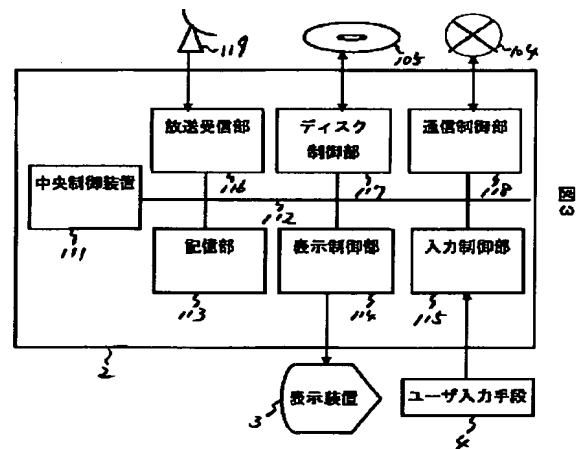 119
105
104
放送受信部
ディスク
制御部
通信制御部
116
117
118
中央制御装置
111
112
図3
記憶部
表示制御部
入力制御部
113
114
115
2
3
表示装置
ユーザ入力手段
4